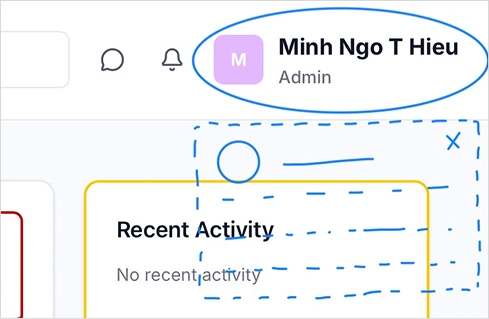 M
Minh Ngo T Hieu
Admin
Recent Activity
No recent activity